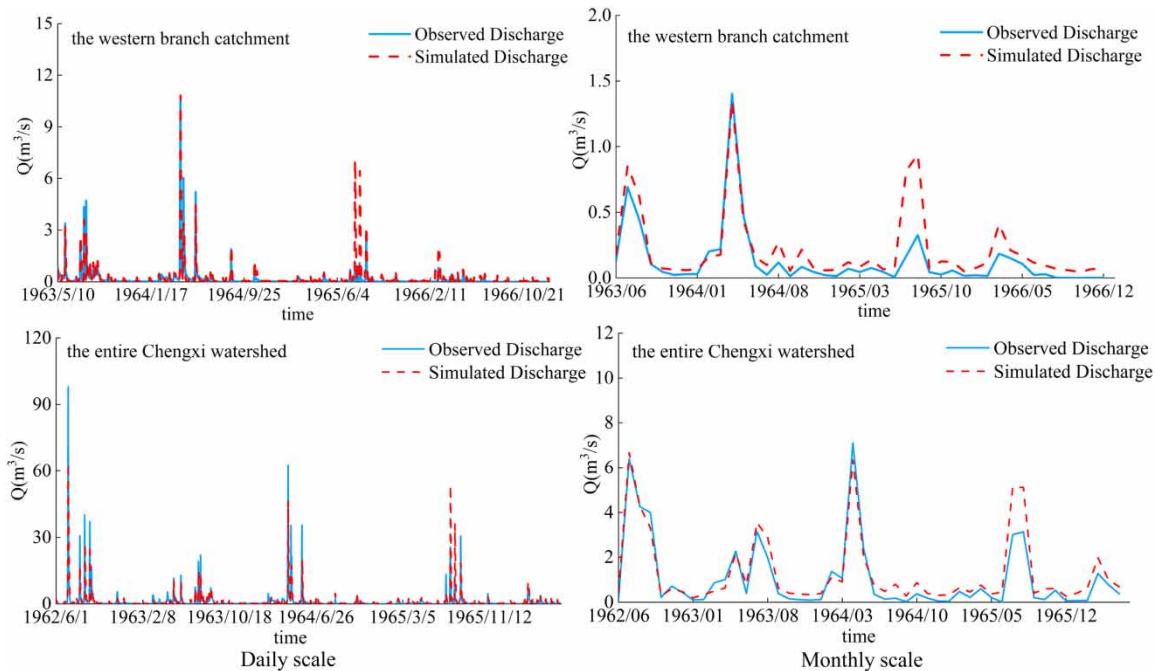 15
12
9
6
3
0
Q(m³/s)
the western branch catchment
Observed Discharge
Simulated Discharge
1963/5/10 1964/1/17 1964/9/25 1965/6/4 1966/2/11 1966/10/21
time
2.0
1.5
1.0
0.5
0.0
Q(m³/s)
the western branch catchment
Observed Discharge
Simulated Discharge
1963/06 1964/01 1964/08 1965/03 1965/10 1966/05 1966/12
time
120
90
60
30
0
Q(m³/s)
the entire Chengxi watershed
Observed Discharge
Simulated Discharge
1962/6/1 1963/2/8 1963/10/18 1964/6/26 1965/3/5 1965/11/12
time
Daily scale
12
10
8
6
4
2
0
Q(m³/s)
the entire Chengxi watershed
Observed Discharge
Simulated Discharge
1962/06 1963/01 1963/08 1964/03 1964/10 1965/05 1965/12
time
Monthly scale